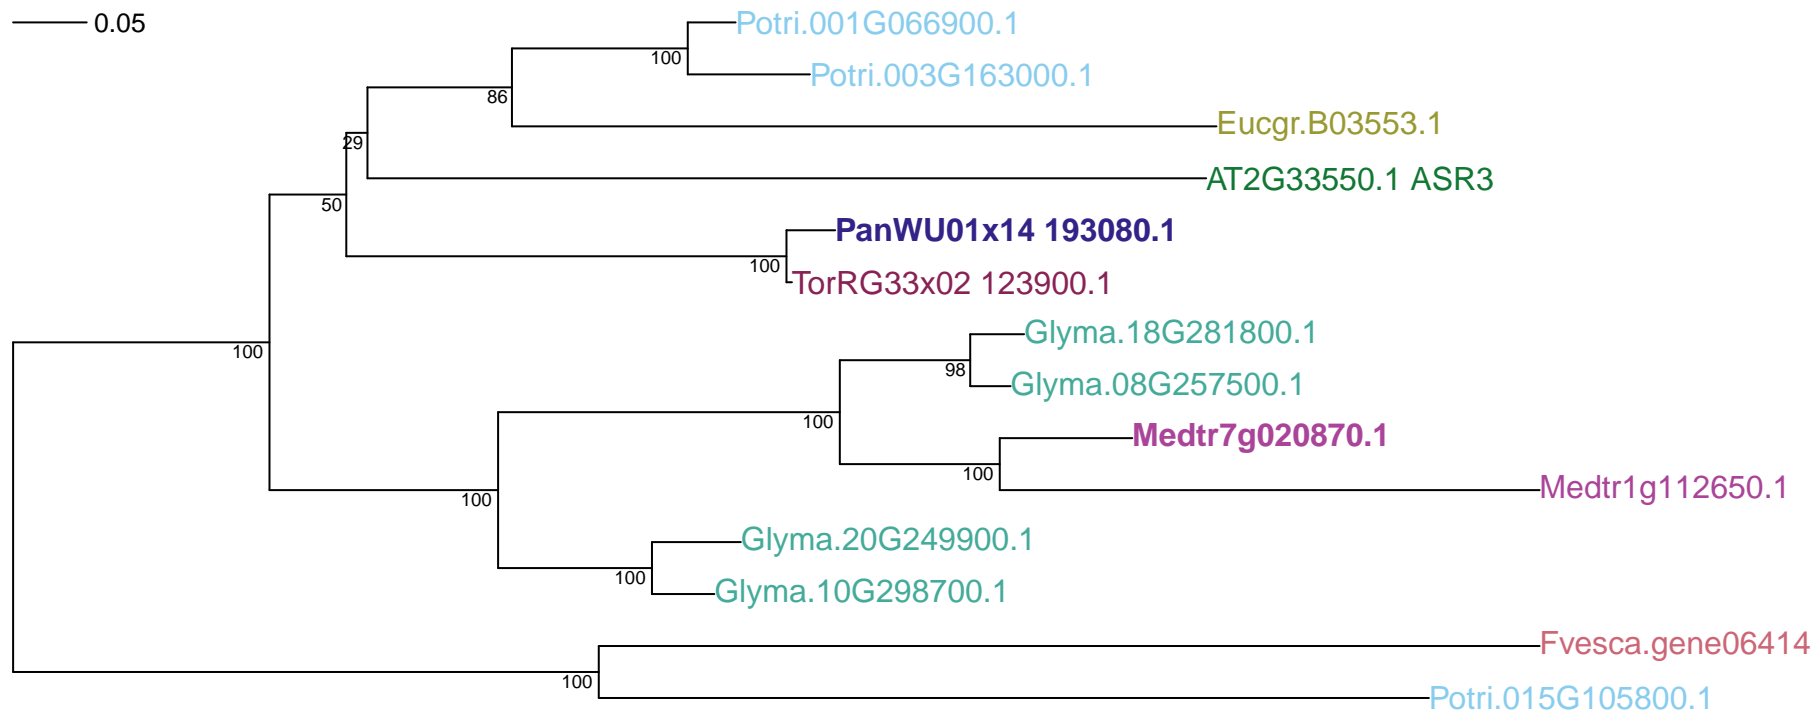 0.05
Potri.001G066900.1
100
Potri.003G163000.1
86
Eucgr.B03553.1
29
AT2G33550.1 ASR3
50
PanWU01x14 193080.1
100
TorRG33x02 123900.1
Glyma.18G281800.1
100
98
Glyma.08G257500.1
100
Medtr7g020870.1
100
Medtr1g112650.1
100
Glyma.20G249900.1
100
Glyma.10G298700.1
Fvesca.gene06414
100
Potri.015G105800.1